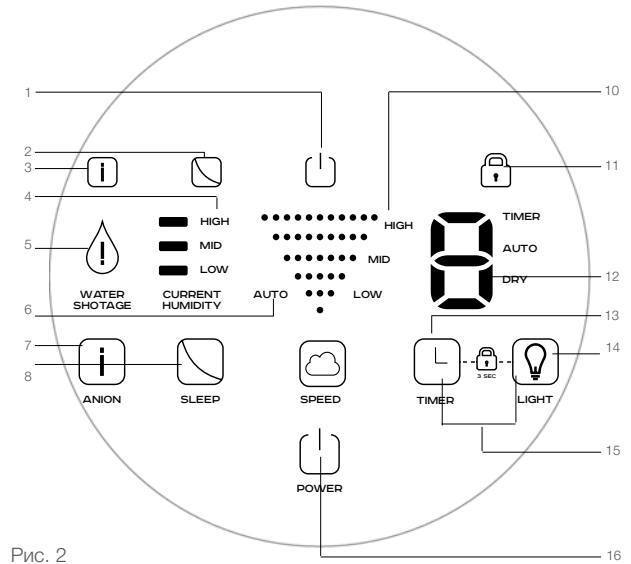 1
10
2
3
11
4
HIGH
MID
LOW
HIGH
MID
LOW
AUTO
TIMER
AUTO
DRY
5
12
6
WATER
SHOTAGE
CURRENT
HUMIDITY
13
7
14
8
3 SEC
ANION
SLEEP
SPEED
TIMER
LIGHT
15
POWER
16
Рис. 2